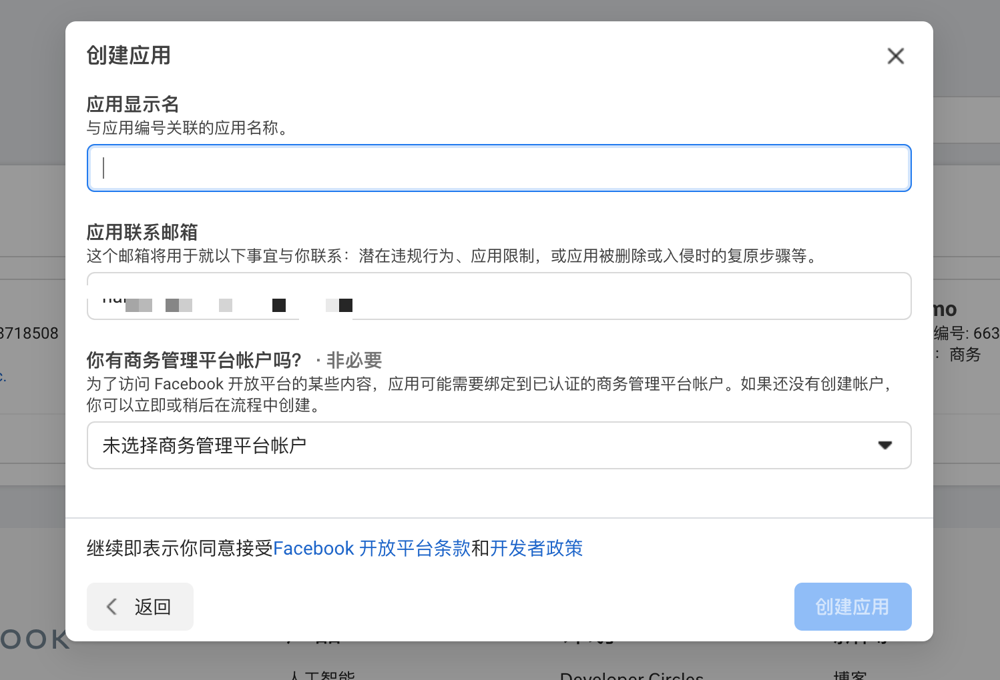 创建应用
应用显示名
与应用编号关联的应用名称。
应用联系邮箱
这个邮箱将用于就以下事宜与你联系：潜在违规行为、应用限制，或应用被删除或入侵时的复原步骤等。
你有商务管理平台帐户吗？ · 非必要
为了访问 Facebook 开放平台的某些内容，应用可能需要绑定到已认证的商务管理平台帐户。如果还没有创建帐户，
你可以立即或稍后在流程中创建。
未选择商务管理平台帐户
继续即表示你同意接受Facebook 开放平台条款和开发者政策
返回
创建应用
3718508
c.
mo
编号: 663
：商务
OOK
人工智能
Developer Circles
博客